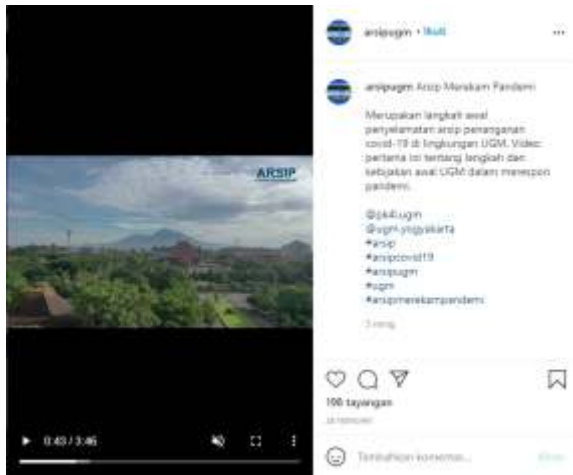 arsipugm • Ikuti
arsipugm Arsip Merekam Pandemi
Merupakan langkah awal
penyelamatan arsip penanganan
covid-19 di lingkungan UGM. Video
pertama ini tentang langkah dan
kebijakan awal UGM dalam merespon
pandemi.
@pk4l.ugm
@ugm.yogyakarta
#arsip
#arsipcovid19
#arsipugm
#ugm
#arsipmerekampandemi
ARSIP
198 tayangan
0:43 / 3:46
Tambahkan komentar...